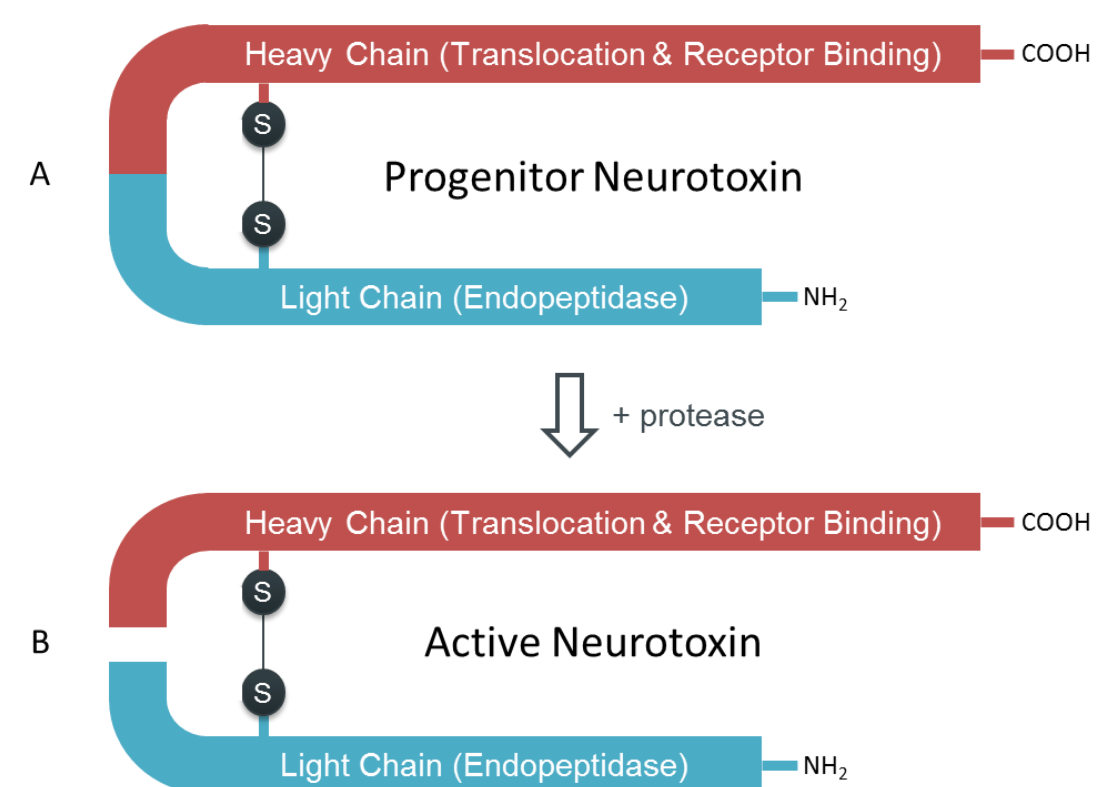 Heavy Chain (Translocation & Receptor Binding)
COOH
S
A
Progenitor Neurotoxin
S
Light Chain (Endopeptidase)
NH₂
+ protease
Heavy Chain (Translocation & Receptor Binding)
COOH
S
B
Active Neurotoxin
S
Light Chain (Endopeptidase)
NH₂